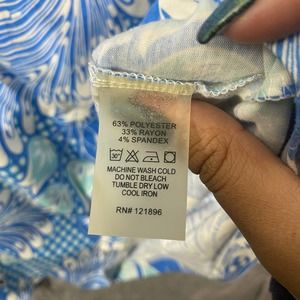 63% POLYESTER
33% RAYON
4% SPANDEX
MACHINE WASH COLD
DO NOT BLEACH
TUMBLE DRY LOW
COOL IRON
RN# 121896